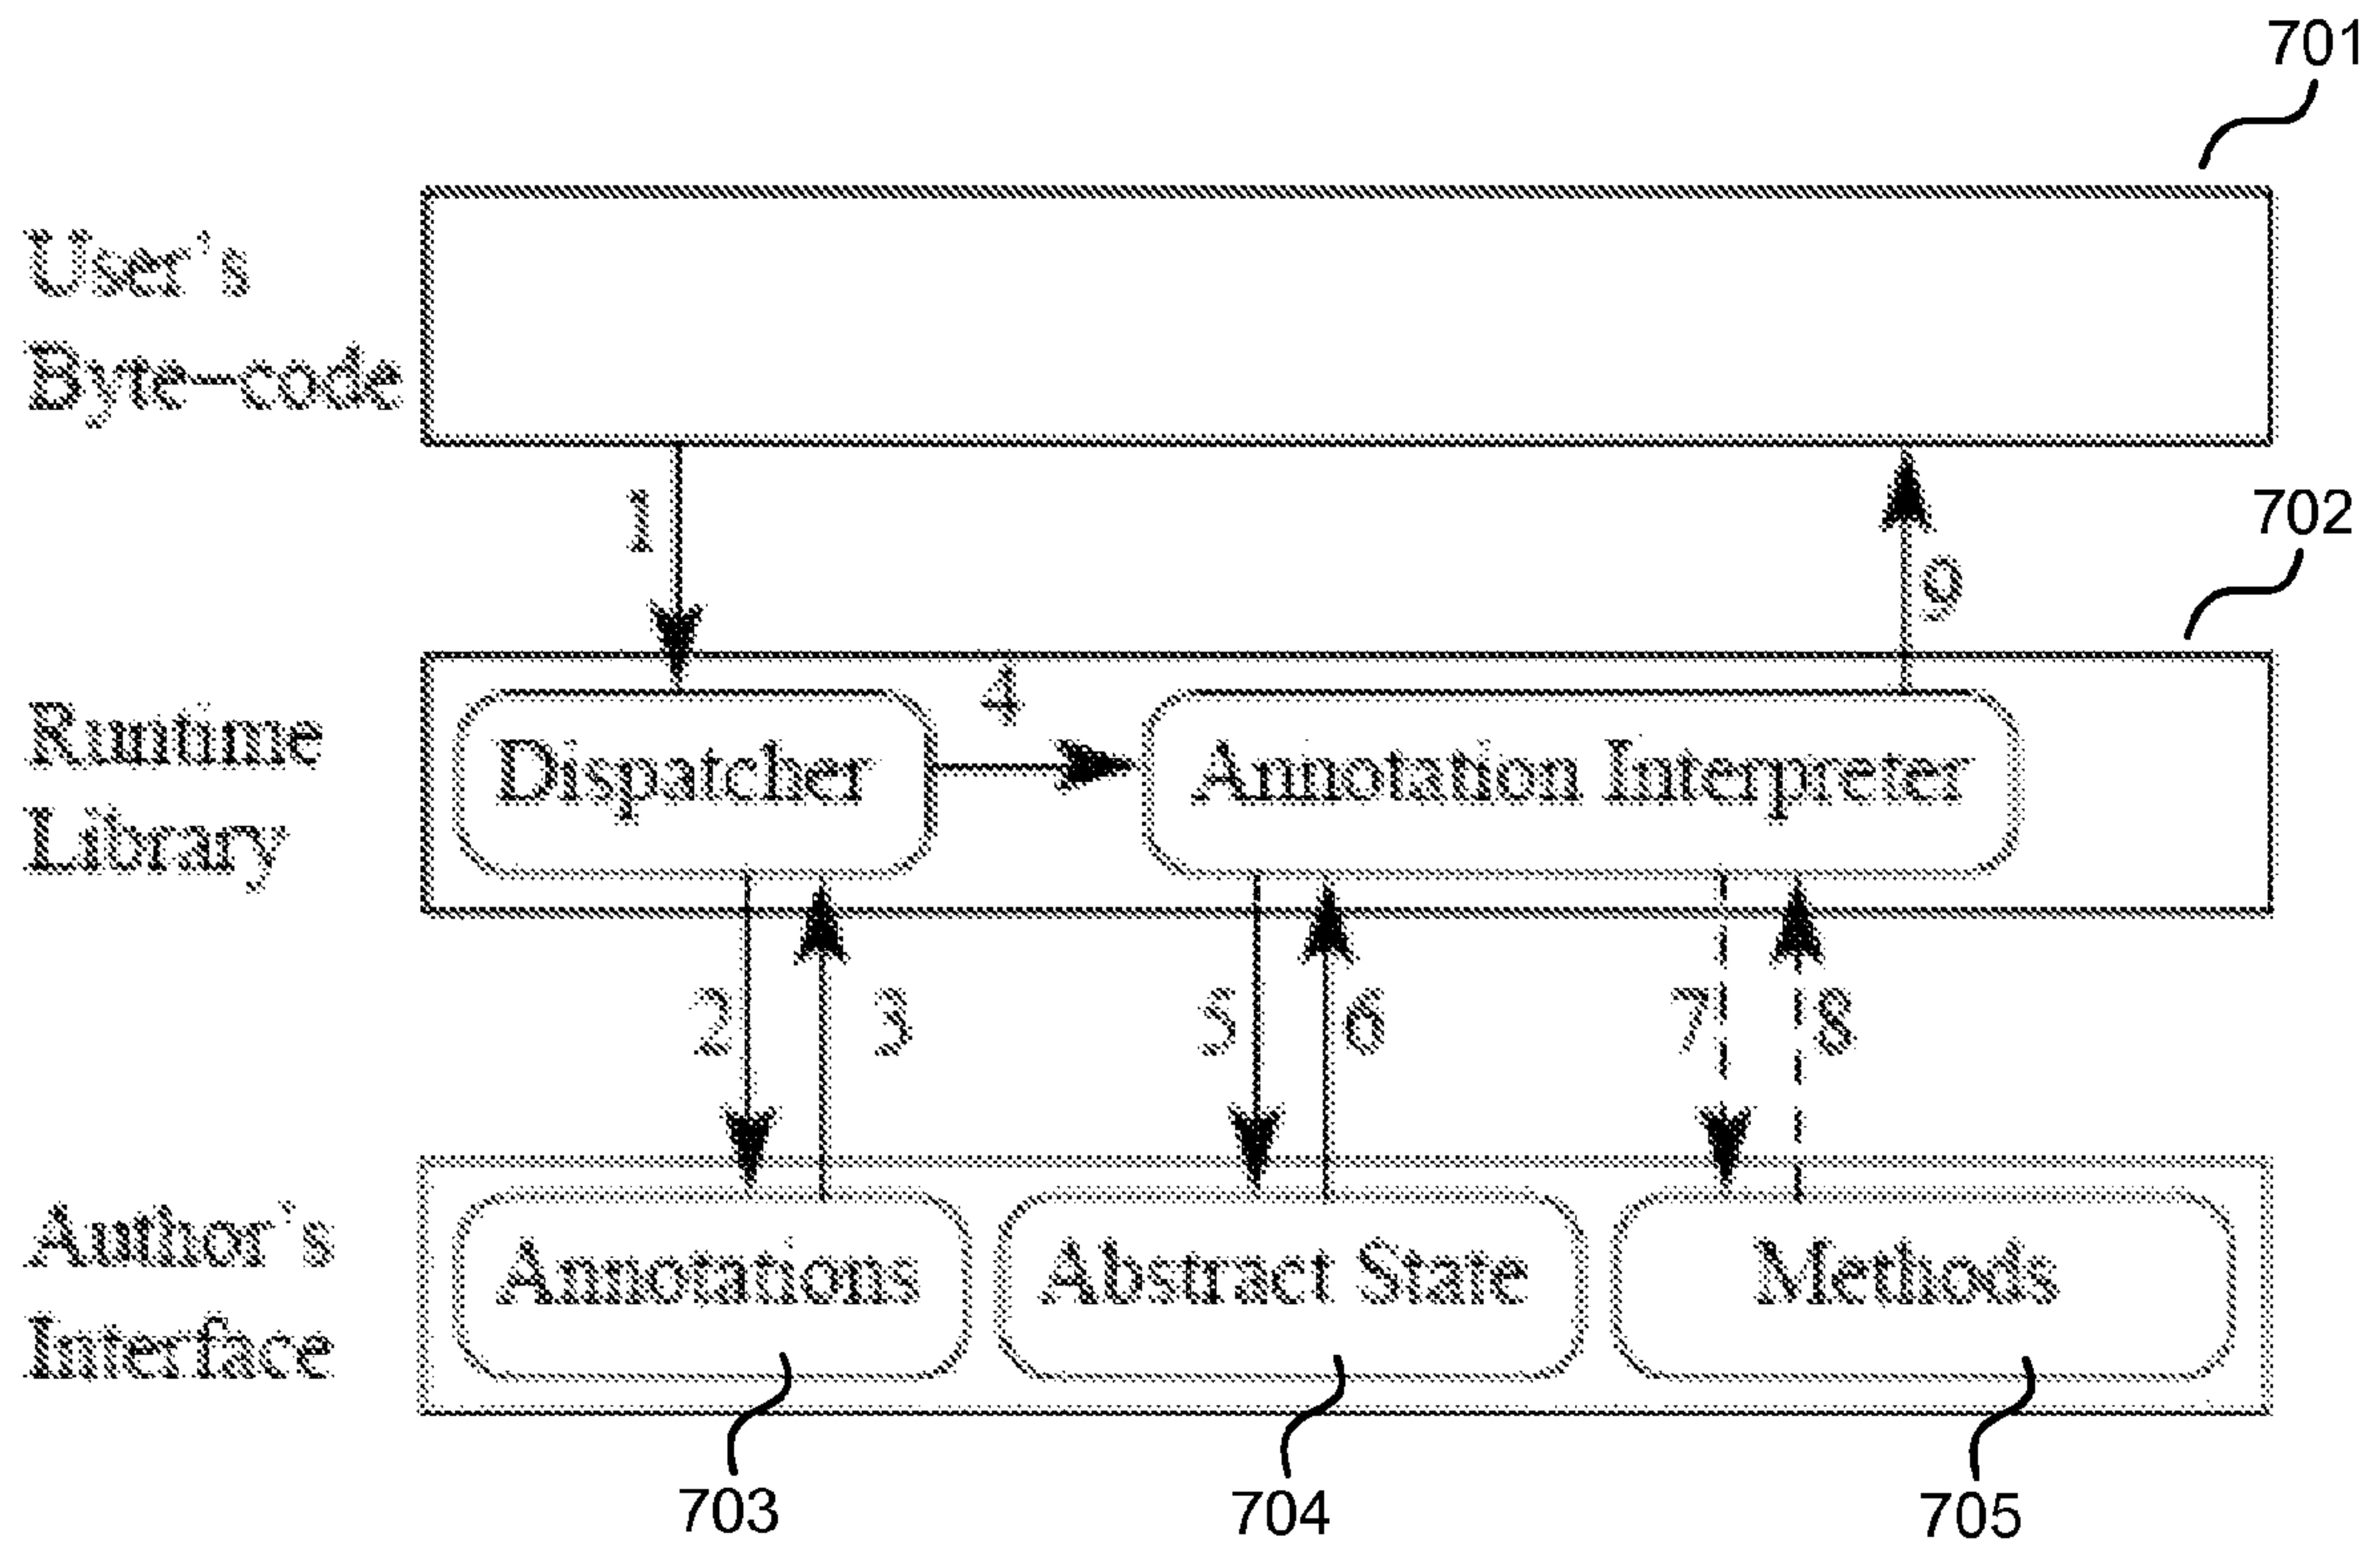 701
User's
Byte-code
1
9
702
4
Runtime
Library
Dispatcher
Annotation Interpreter
2
3
5
6
7
8
Author's
Interface
Annotations
Abstract State
Methods
703
704
705